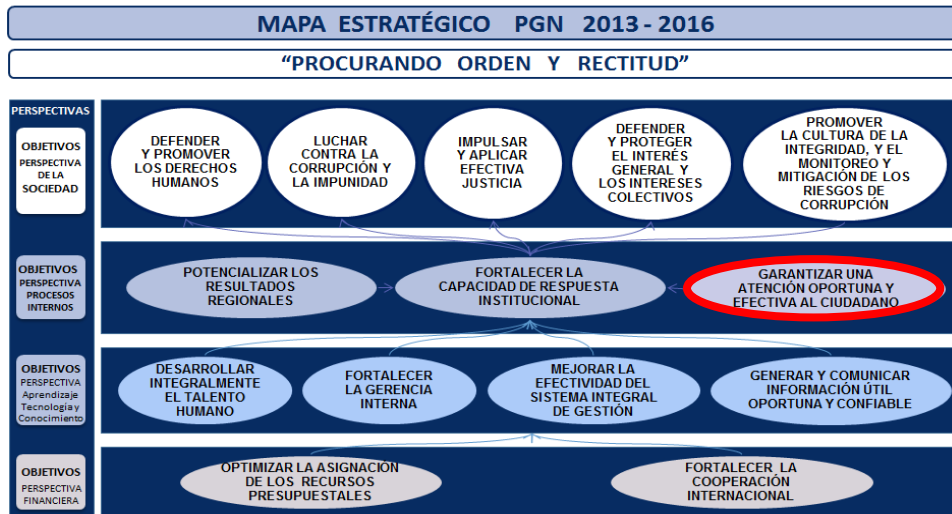 MAPA ESTRATÉGICO PGN 2013 - 2016
“PROCURANDO ORDEN Y RECTITUD”
PERSPECTIVAS
OBJETIVOS
PERSPECTIVA
DE LA
SOCIEDAD
DEFENDER
Y PROMOVER
LOS DERECHOS
HUMANOS
LUCHAR
CONTRA LA
CORRUPCIÓN Y
LA IMPUNIDAD
IMPULSAR
Y APLICAR
EFECTIVA
JUSTICIA
DEFENDER
Y PROTEGER
EL INTERÉS
GENERAL Y
LOS INTERESES
COLECTIVOS
PROMOVER
LA CULTURA DE LA
INTEGRIDAD, Y EL
MONITOREO Y
MITIGACIÓN DE LOS
RIESGOS DE
CORRUPCIÓN
OBJETIVOS
PERSPECTIVA
PROCESOS
INTERNOS
POTENCIALIZAR LOS
RESULTADOS
REGIONALES
FORTALECER LA
CAPACIDAD DE RESPUESTA
INSTITUCIONAL
GARANTIZAR UNA
ATENCIÓN OPORTUNA Y
EFECTIVA AL CIUDADANO
OBJETIVOS
PERSPECTIVA
Aprendizaje
Tecnología y
Conocimiento
DESARROLLAR
INTEGRALMENTE
EL TALENTO
HUMANO
FORTALECER
LA GERENCIA
INTERNA
MEJORAR LA
EFECTIVIDAD DEL
SISTEMA INTEGRAL
DE GESTIÓN
GENERAR Y COMUNICAR
INFORMACIÓN ÚTIL
OPORTUNA Y CONFIABLE
OBJETIVOS
PERSPECTIVA
FINANCIERA
OPTIMIZAR LA ASIGNACIÓN
DE LOS RECURSOS
PRESUPUESTALES
FORTALECER LA
COOPERACIÓN
INTERNACIONAL